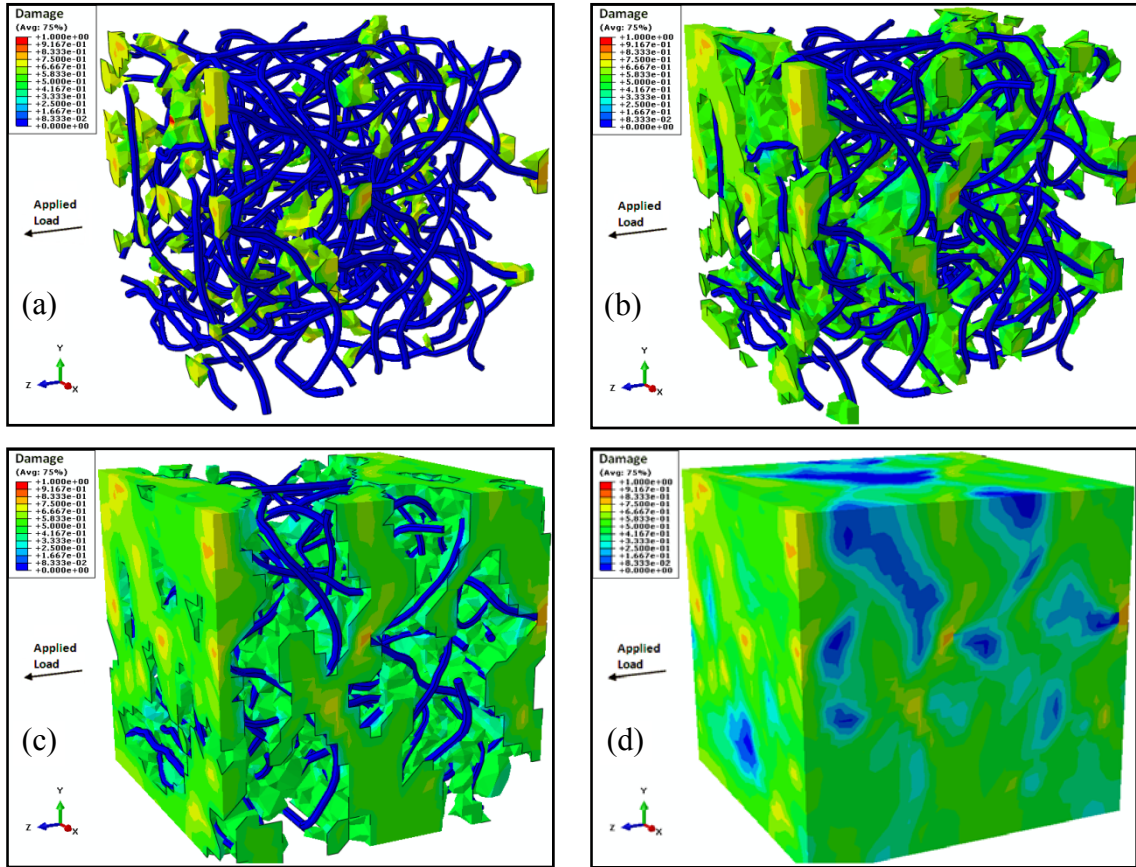 Damage
(Avg: 75%)
+1.000e+00
+9.167e-01
+8.333e-01
+7.500e-01
+6.667e-01
+5.833e-01
+5.000e-01
+4.167e-01
+3.333e-01
+2.500e-01
+1.667e-01
+8.333e-02
+0.000e+00
Applied
Load
(a)
Y
Z
X
Damage
(Avg: 75%)
+1.000e+00
+9.167e-01
+8.333e-01
+7.500e-01
+6.667e-01
+5.833e-01
+5.000e-01
+4.167e-01
+3.333e-01
+2.500e-01
+1.667e-01
+8.333e-02
+0.000e+00
Applied
Load
(b)
Y
Z
X
Damage
(Avg: 75%)
+1.000e+00
+9.167e-01
+8.333e-01
+7.500e-01
+6.667e-01
+5.833e-01
+5.000e-01
+4.167e-01
+3.333e-01
+2.500e-01
+1.667e-01
+8.333e-02
+0.000e+00
Applied
Load
(c)
Y
Z
X
Damage
(Avg: 75%)
+1.000e+00
+9.167e-01
+8.333e-01
+7.500e-01
+6.667e-01
+5.833e-01
+5.000e-01
+4.167e-01
+3.333e-01
+2.500e-01
+1.667e-01
+8.333e-02
+0.000e+00
Applied
Load
(d)
Y
Z
X